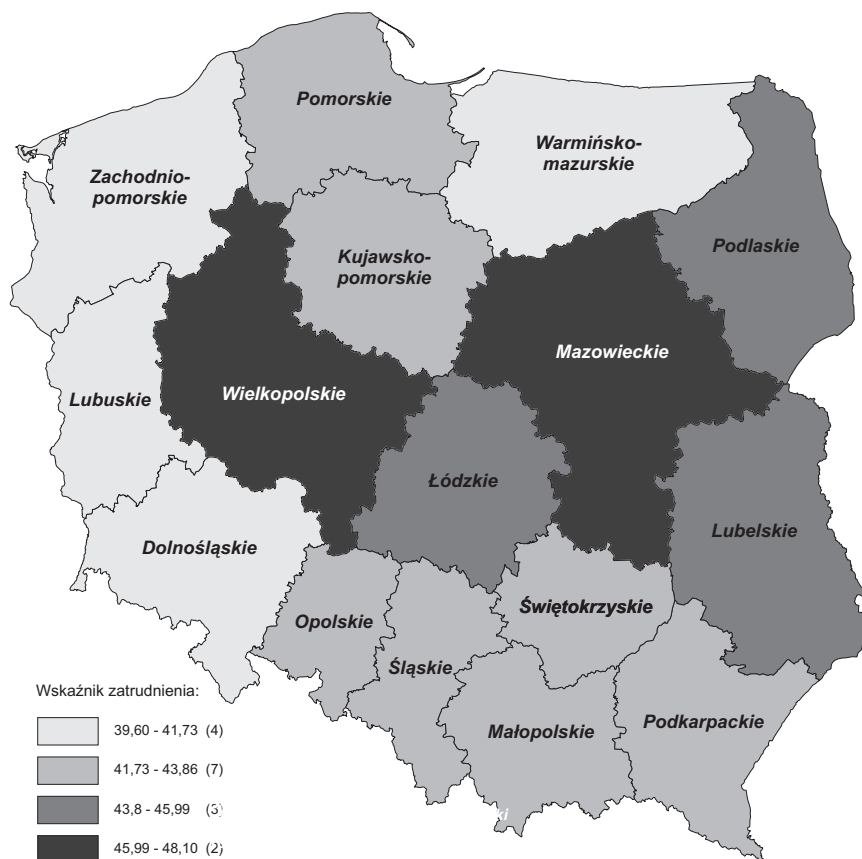 Pomorskie
Warmińsko-
mazurskie
Zachodnio-
pomorskie
Podlaskie
Kujawsko-
pomorskie
Mazowieckie
Wielkopolskie
Lubuskie
Łódzkie
Lubelskie
Dolnośląskie
Świętokrzyskie
Opolskie
Śląskie
Podkarpackie
Małopolskie
Wskaźnik zatrudnienia:
39,60 - 41,73 (4)
41,73 - 43,86 (7)
43,8 - 45,99 (3)
ki
45,99 - 48,10 (2)